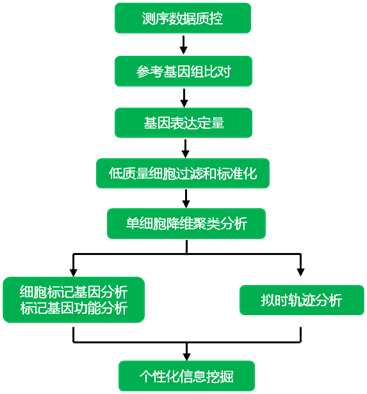 测序数据质控
参考基因组比对
基因表达定量
低质量细胞过滤和标准化
单细胞降维聚类分析
细胞标记基因分析
标记基因功能分析
拟时轨迹分析
个性化信息挖掘